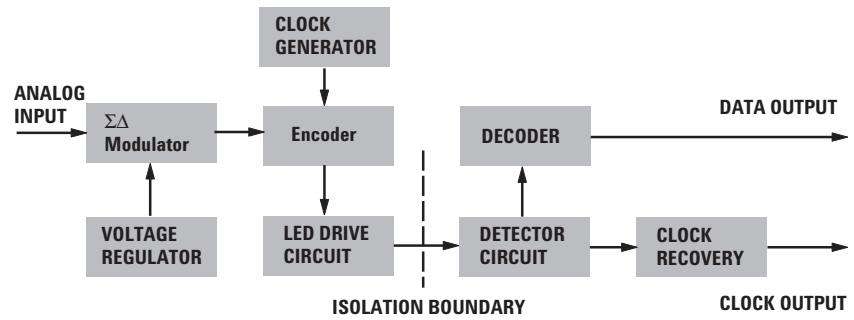 CLOCK
GENERATOR
ANALOG
INPUT
ΣΔ
Modulator
Encoder
DECODER
DATA OUTPUT
VOLTAGE
REGULATOR
LED DRIVE
CIRCUIT
DETECTOR
CIRCUIT
CLOCK
RECOVERY
ISOLATION BOUNDARY
CLOCK OUTPUT